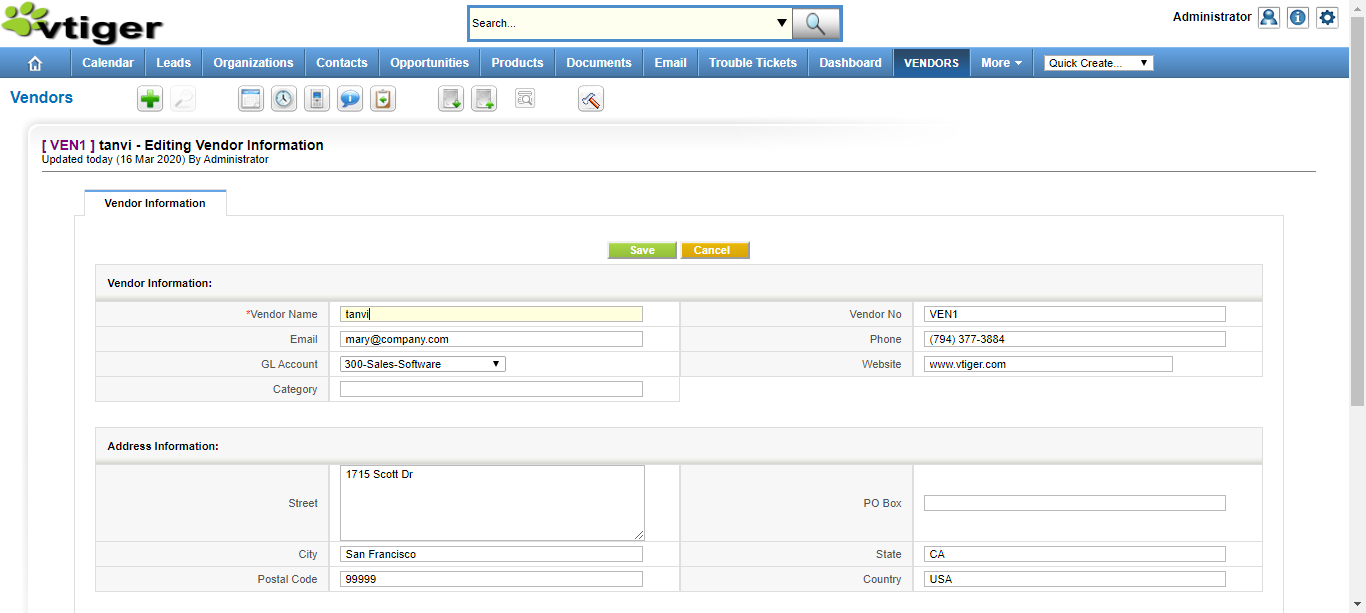 vtiger
Search...
Administrator
Calendar Leads Organizations Contacts Opportunities Products Documents Email Trouble Tickets Dashboard VENDORS More Quick Create...
Vendors
[ VEN1 ] tanvi - Editing Vendor Information
Updated today (16 Mar 2020) By Administrator
Vendor Information
Save Cancel
Vendor Information:
*Vendor Name tanvi Vendor No VEN1
Email mary@company.com Phone (794) 377-3884
GL Account 300-Sales-Software Website www.vtiger.com
Category
Address Information:
Street 1715 Scott Dr PO Box
City San Francisco State CA
Postal Code 99999 Country USA